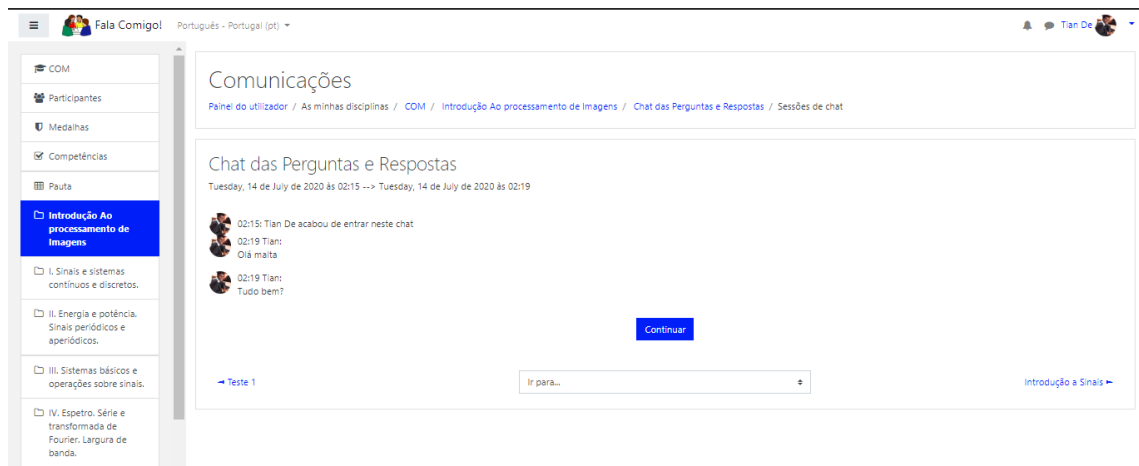 Fala Comigo! Português - Portugal (pt) Tian De
COM
Participantes
Medalhas
Competências
Pauta
Introdução Ao
processamento de
Imagens
I. Sinais e sistemas
contínuos e discretos.
II. Energia e potência.
Sinais periódicos e
aperiódicos.
III. Sistemas básicos e
operações sobre sinais.
IV. Espetro. Série e
transformada de
Fourier. Largura de
banda.
Comunicações
Painel do utilizador / As minhas disciplinas / COM / Introdução Ao processamento de Imagens / Chat das Perguntas e Respostas / Sessões de chat
Chat das Perguntas e Respostas
Tuesday, 14 de July de 2020 às 02:15 --> Tuesday, 14 de July de 2020 às 02:19
02:15: Tian De acabou de entrar neste chat
02:19 Tian:
Olá malta
02:19 Tian:
Tudo bem?
Continuar
◄ Teste 1 Ir para... Introdução a Sinais ►